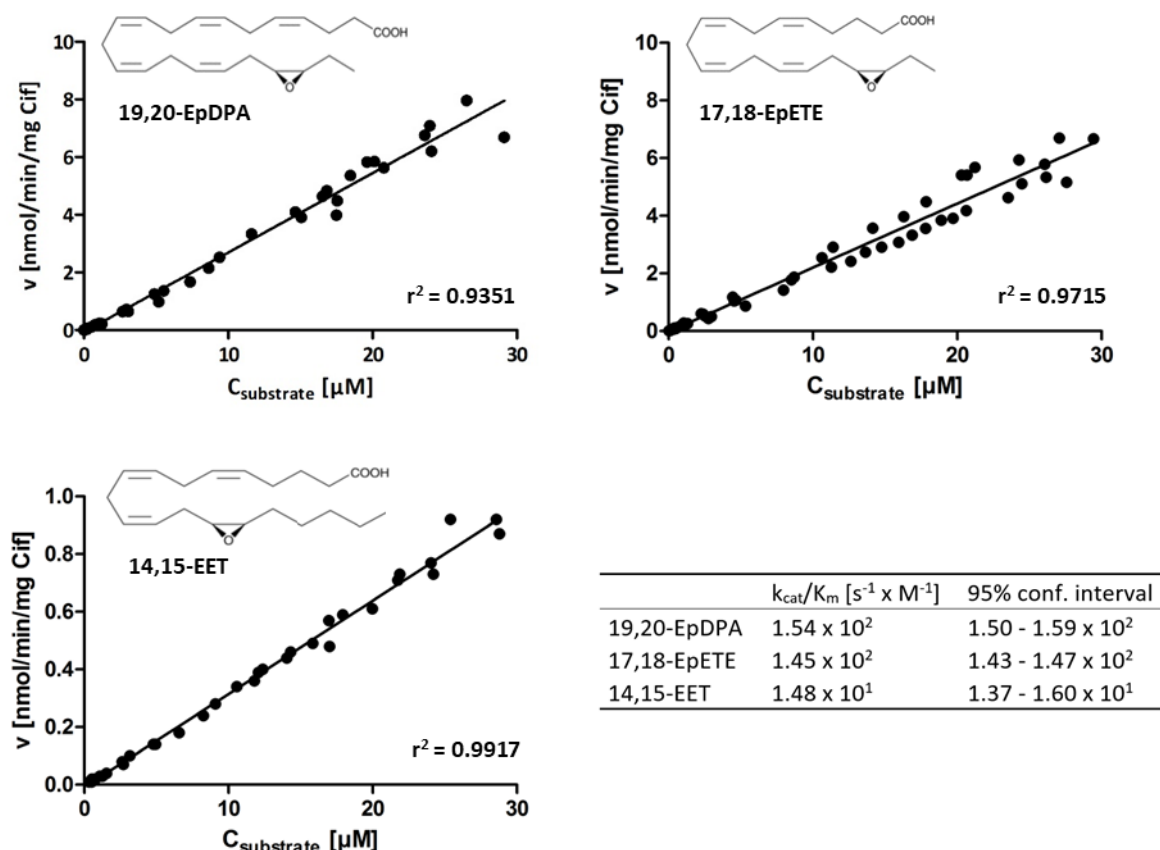 COOH
O
19,20-EpDPA
10
8
6
4
2
0
v [nmol/min/mg Cif]
r² = 0.9351
0 10 20 30
Csubstrate [µM]
COOH
O
17,18-EpETE
10
8
6
4
2
0
v [nmol/min/mg Cif]
r² = 0.9715
0 10 20 30
Csubstrate [µM]
COOH
O
14,15-EET
1.0
0.8
0.6
0.4
0.2
0.0
v [nmol/min/mg Cif]
r² = 0.9917
0 10 20 30
Csubstrate [µM]
kcat/Km [s⁻¹ x M⁻¹] 95% conf. interval
19,20-EpDPA 1.54 x 10² 1.50 - 1.59 x 10²
17,18-EpETE 1.45 x 10² 1.43 - 1.47 x 10²
14,15-EET 1.48 x 10¹ 1.37 - 1.60 x 10¹